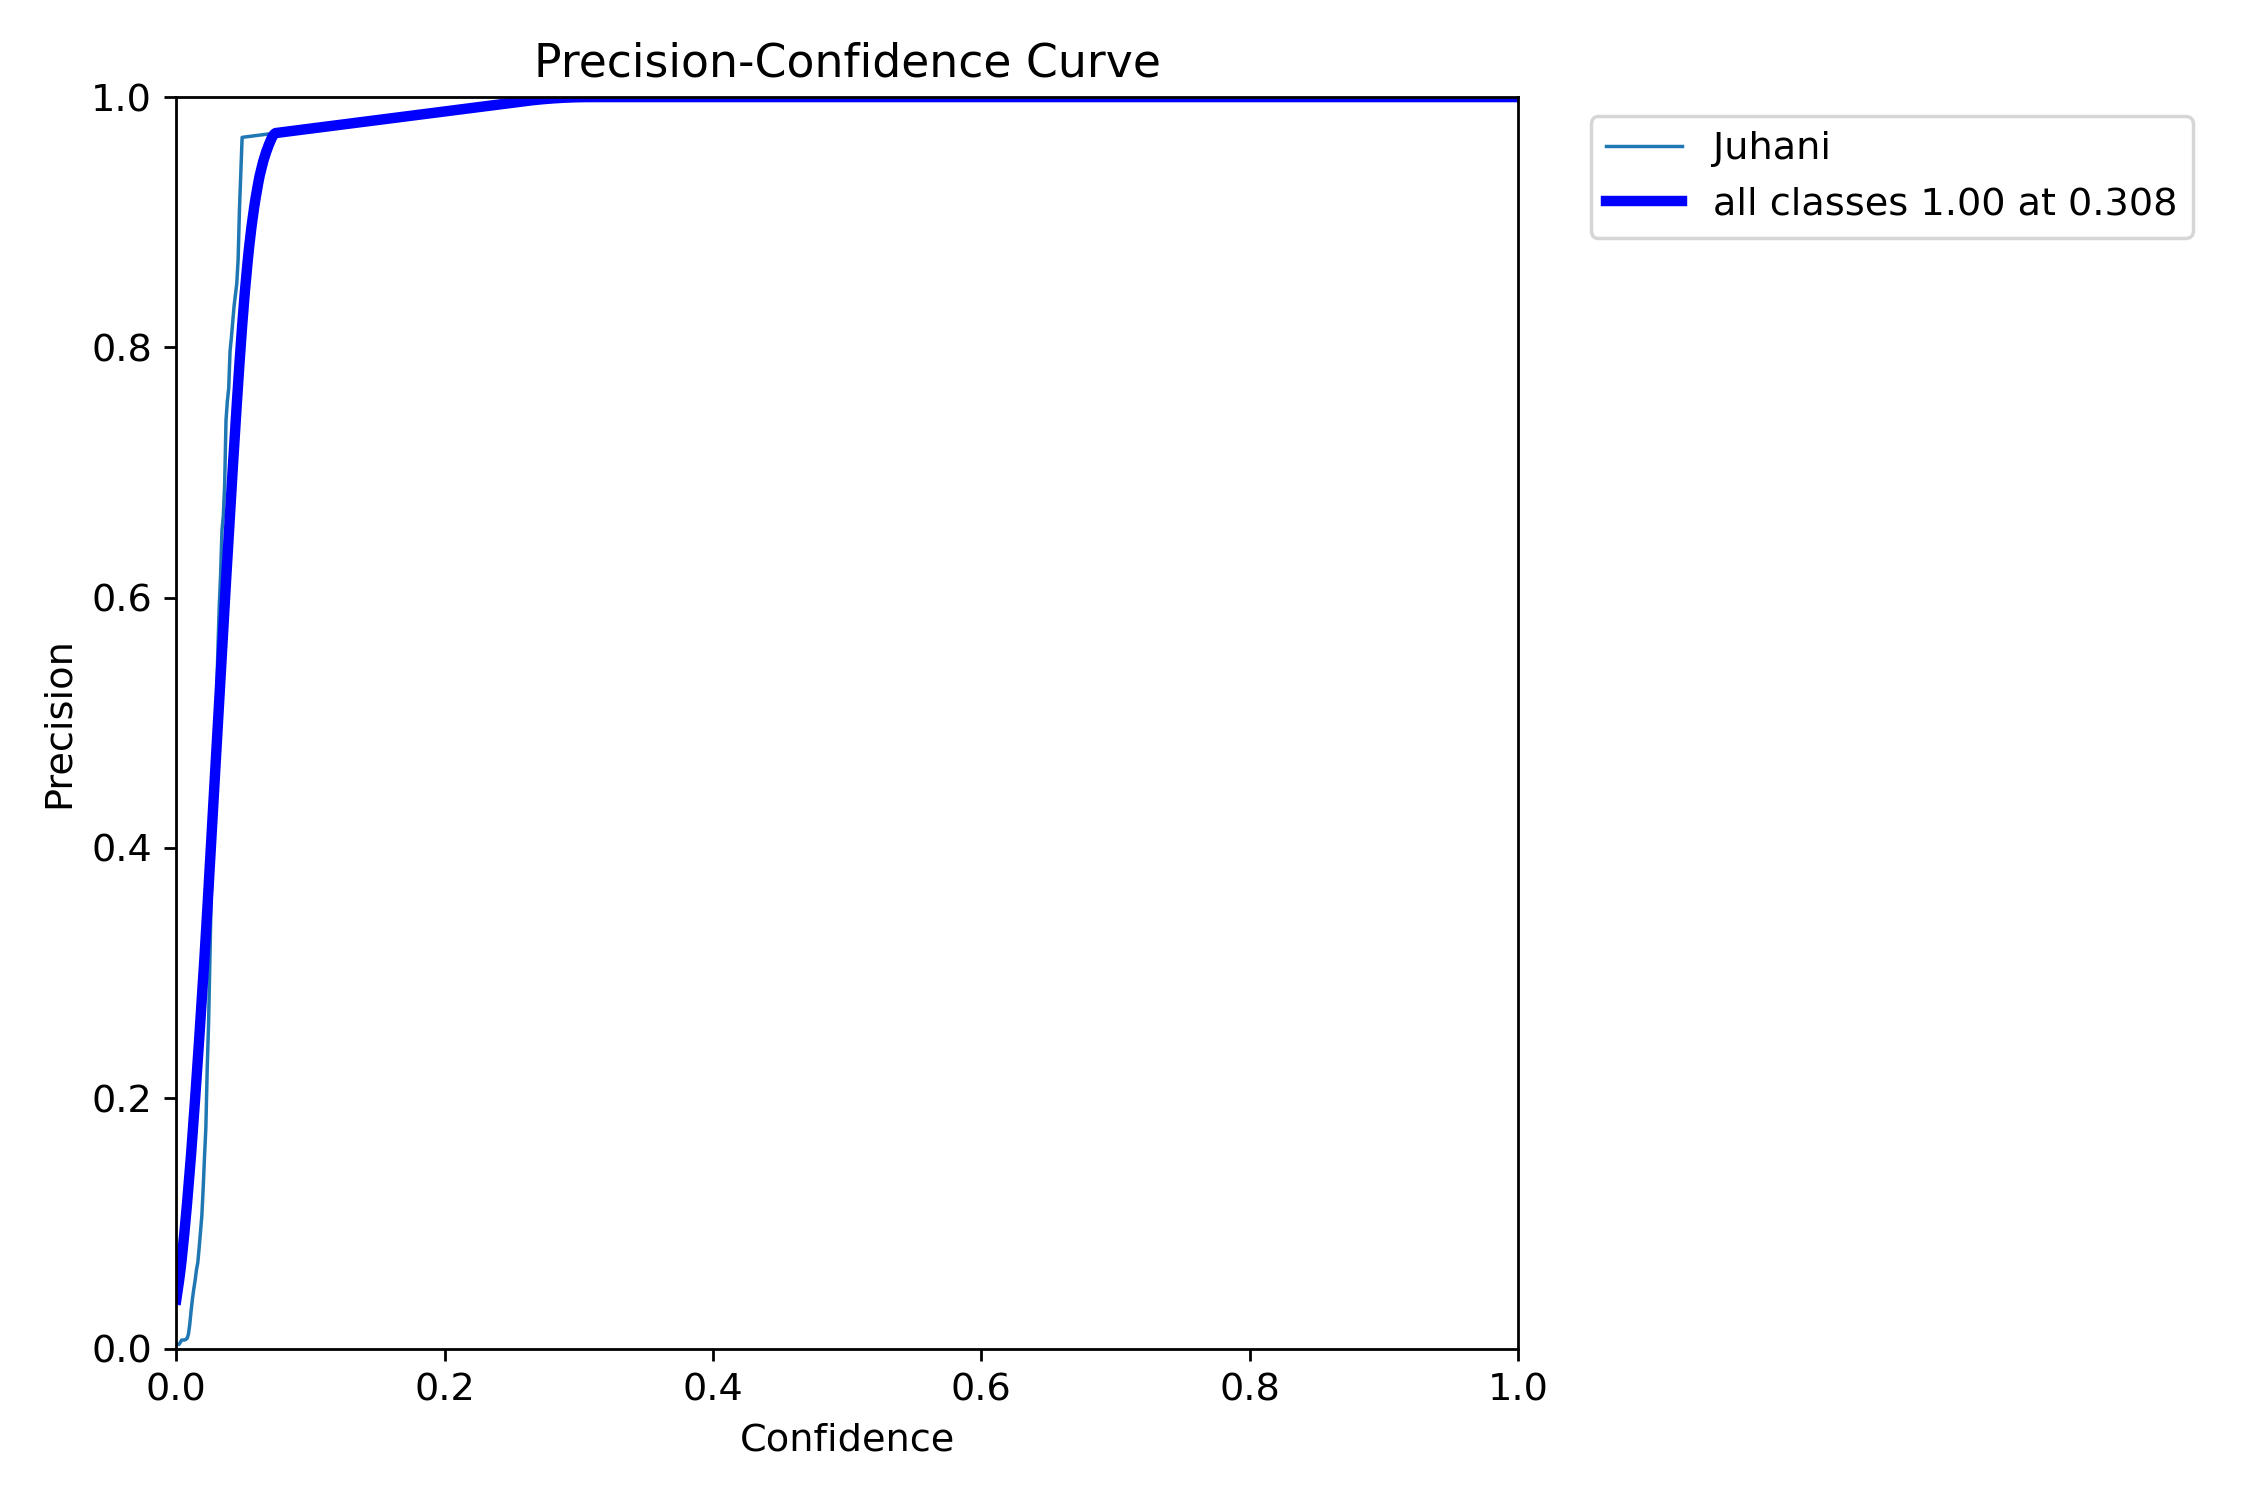 Precision-Confidence Curve
Juhani
all classes 1.00 at 0.308
1.0
0.8
0.6
0.4
0.2
0.0
Precision
0.0 0.2 0.4 0.6 0.8 1.0
Confidence